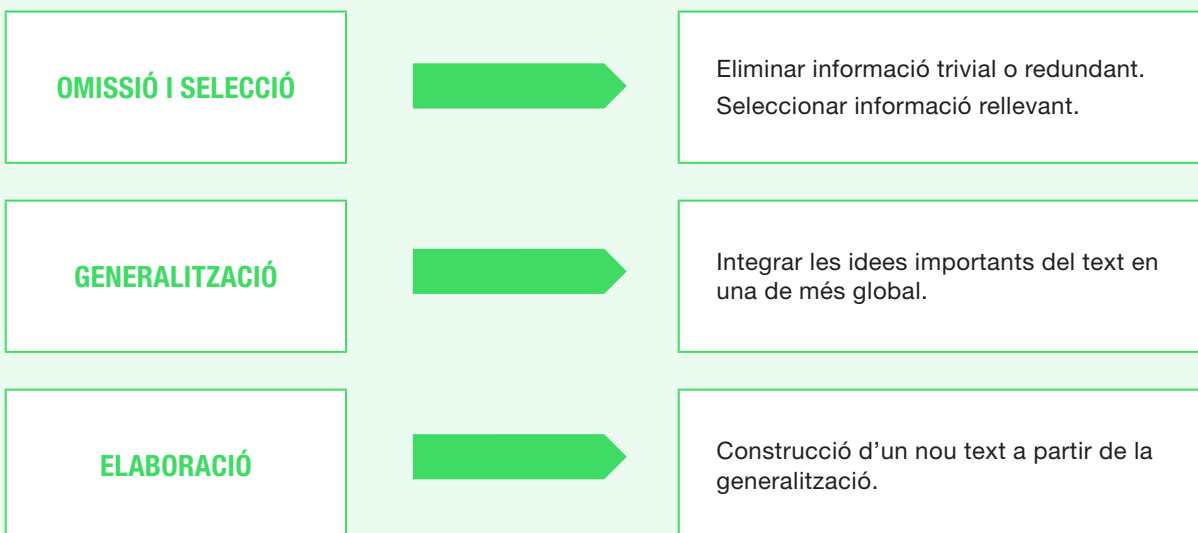 OMISSIÓ I SELECCIÓ
Eliminar informació trivial o redundant.
Seleccionar informació rellevant.
GENERALITZACIÓ
Integrar les idees importants del text en
una de més global.
ELABORACIÓ
Construcció d’un nou text a partir de la
generalització.